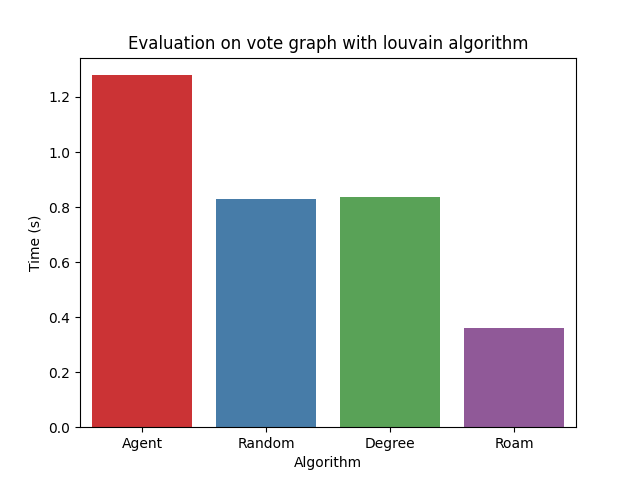 Evaluation on vote graph with louvain algorithm
Time (s)
1.2
1.0
0.8
0.6
0.4
0.2
0.0
Agent Random Degree Roam
Algorithm